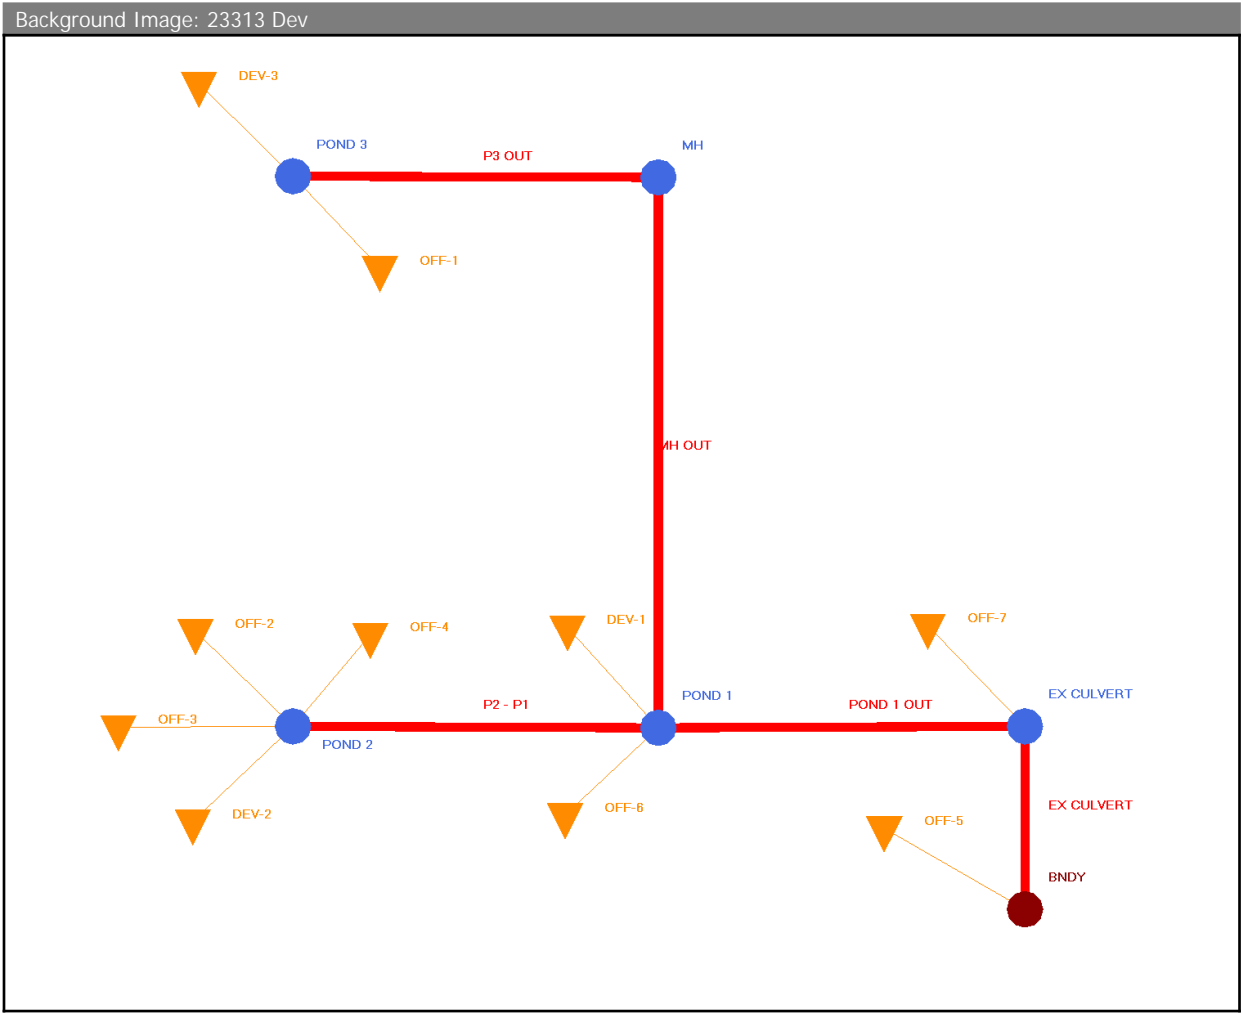 Background Image: 23313 Dev
DEV-3
POND 3
P3 OUT
MH
OFF-1
MH OUT
OFF-2
OFF-4
DEV-1
OFF-7
OFF-3
POND 2
P2 - P1
POND 1
POND 1 OUT
EX CULVERT
DEV-2
OFF-6
OFF-5
EX CULVERT
BNDY